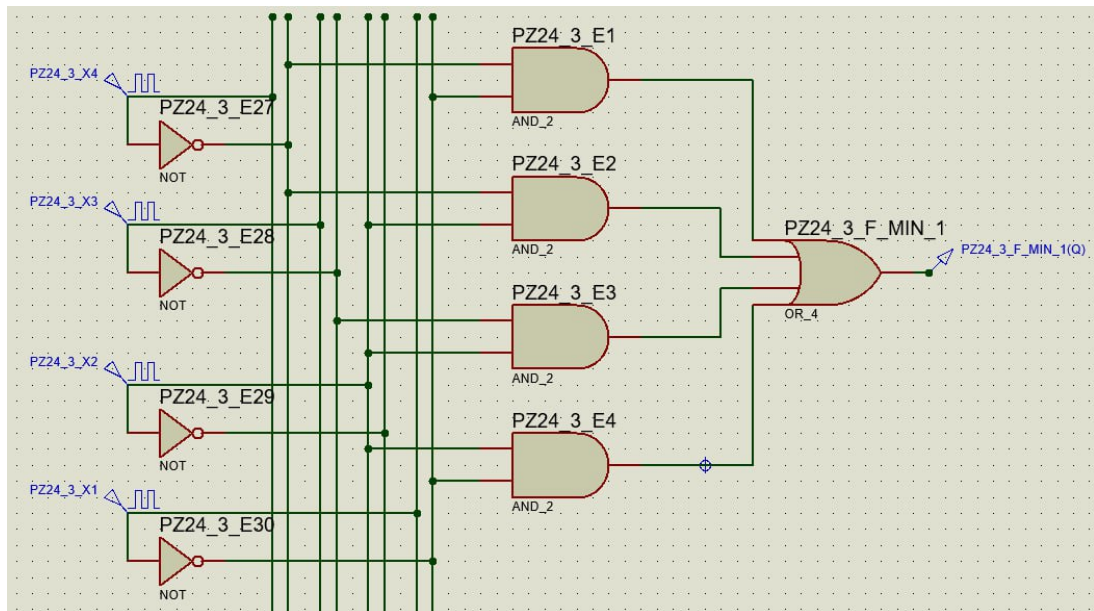 PZ24_3_E1
PZ24_3_X4
PZ24_3_E27
AND_2
NOT
PZ24_3_E2
PZ24_3_X3
PZ24_3_E28
PZ24_3_F_MIN_1
PZ24_3_F_MIN_1(Q)
AND_2
NOT
PZ24_3_E3
OR_4
PZ24_3_X2
AND_2
PZ24_3_E29
PZ24_3_E4
NOT
PZ24_3_X1
AND_2
PZ24_3_E30
NOT